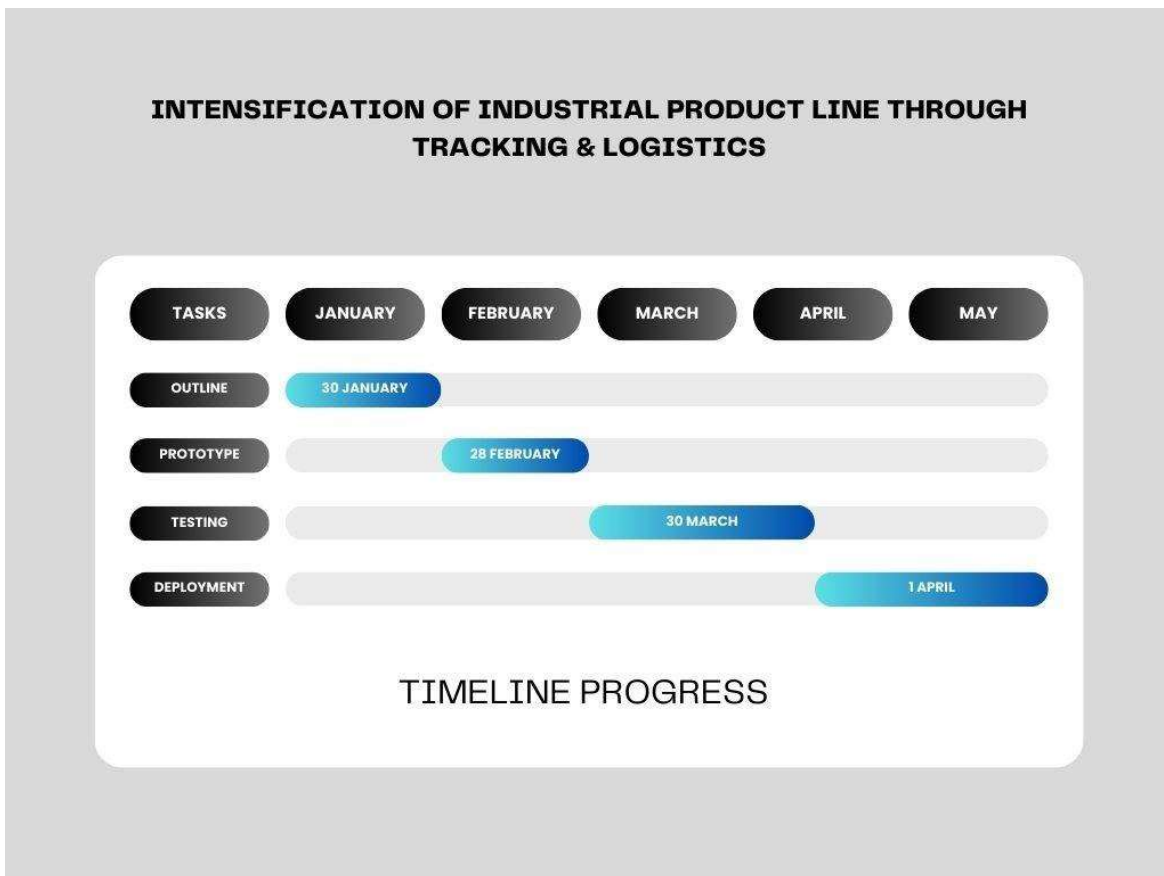 INTENSIFICATION OF INDUSTRIAL PRODUCT LINE THROUGH
TRACKING & LOGISTICS
TASKS JANUARY FEBRUARY MARCH APRIL MAY
OUTLINE 30 JANUARY
PROTOTYPE 28 FEBRUARY
TESTING 30 MARCH
DEPLOYMENT 1 APRIL
TIMELINE PROGRESS